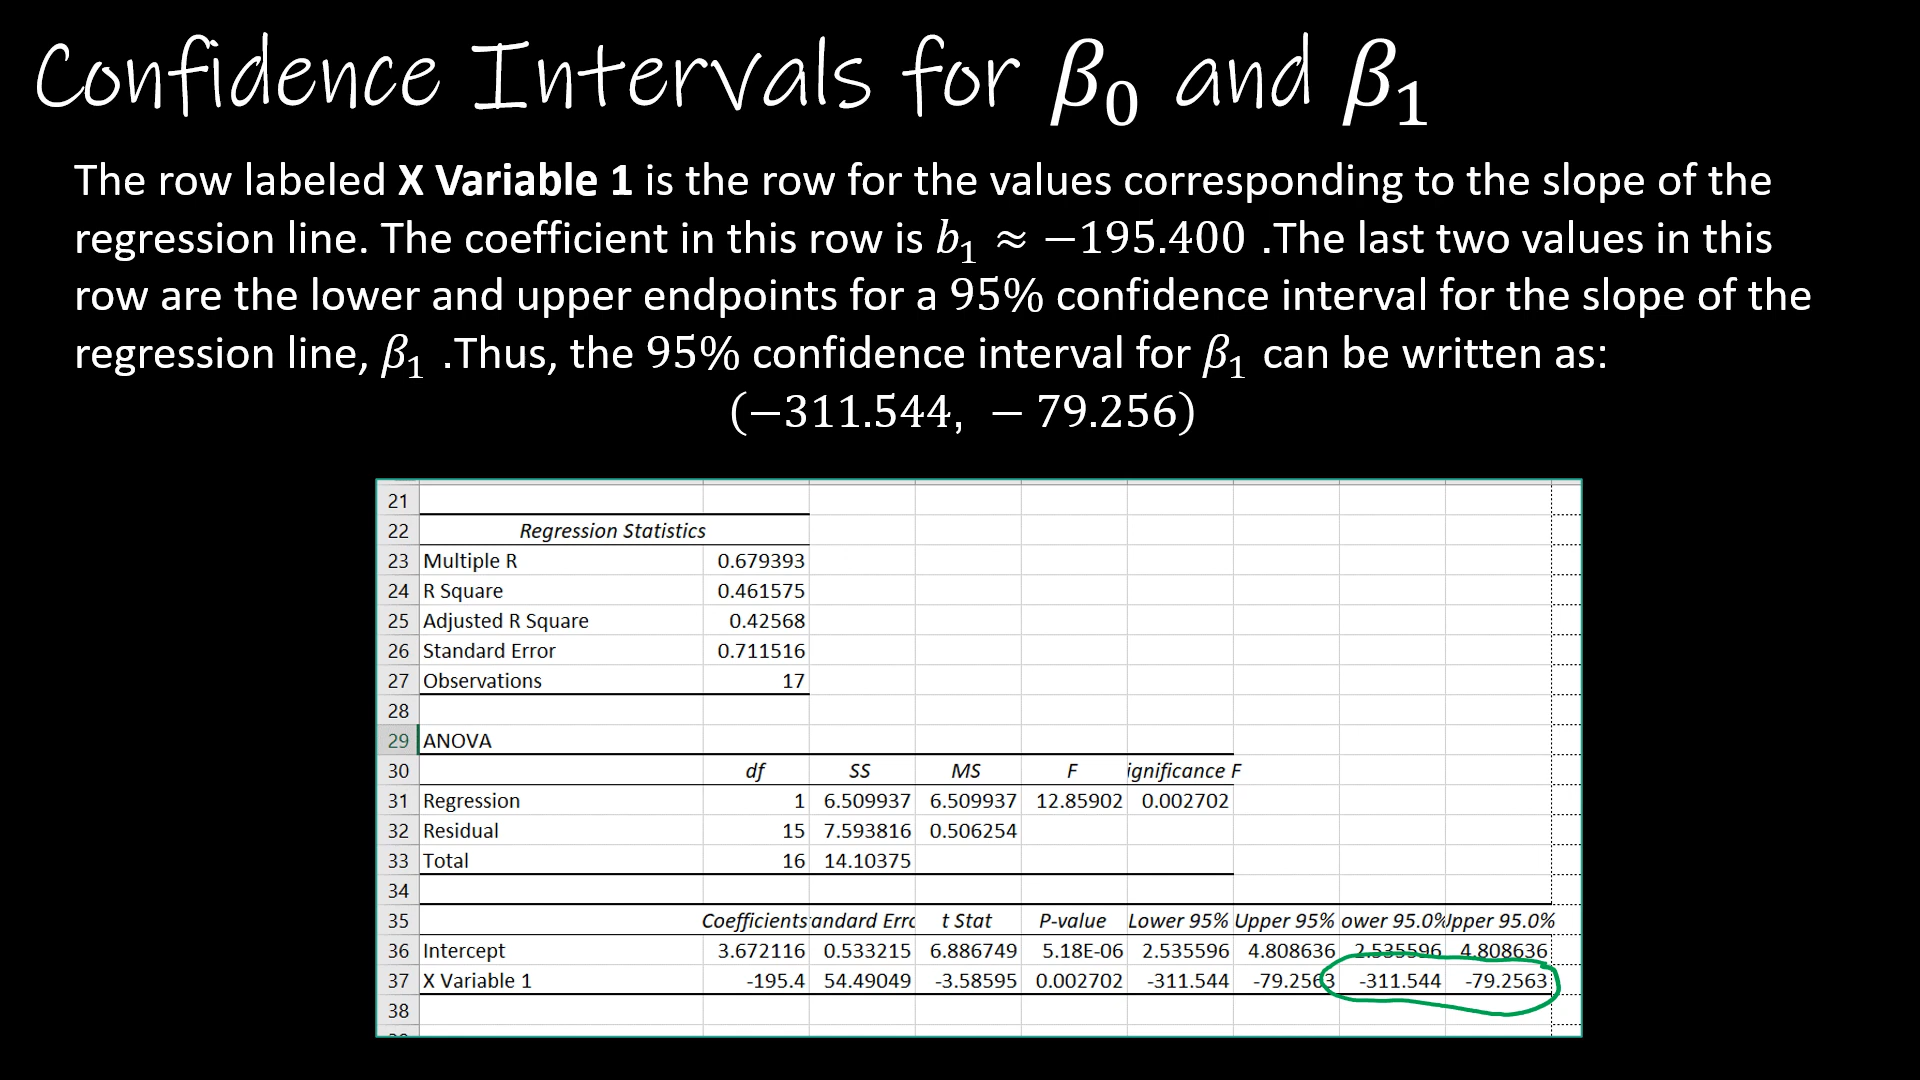 Confidence Intervals for β₀ and β₁
The row labeled X Variable 1 is the row for the values corresponding to the slope of the
regression line. The coefficient in this row is b₁ ≈ −195.400 .The last two values in this
row are the lower and upper endpoints for a 95% confidence interval for the slope of the
regression line, β₁ .Thus, the 95% confidence interval for β₁ can be written as:
(−311.544, − 79.256)
21
22 Regression Statistics
23 Multiple R 0.679393
24 R Square 0.461575
25 Adjusted R Square 0.42568
26 Standard Error 0.711516
27 Observations 17
28
29 ANOVA
30 df SS MS F ignificance F
31 Regression 1 6.509937 6.509937 12.85902 0.002702
32 Residual 15 7.593816 0.506254
33 Total 16 14.10375
34
35 Coefficients andard Erro t Stat P-value Lower 95% Upper 95% ower 95.0% Upper 95.0%
36 Intercept 3.672116 0.533215 6.886749 5.18E-06 2.535596 4.808636 2.535596 4.808636
37 X Variable 1 -195.4 54.49049 -3.58595 0.002702 -311.544 -79.2563 -311.544 -79.2563
38